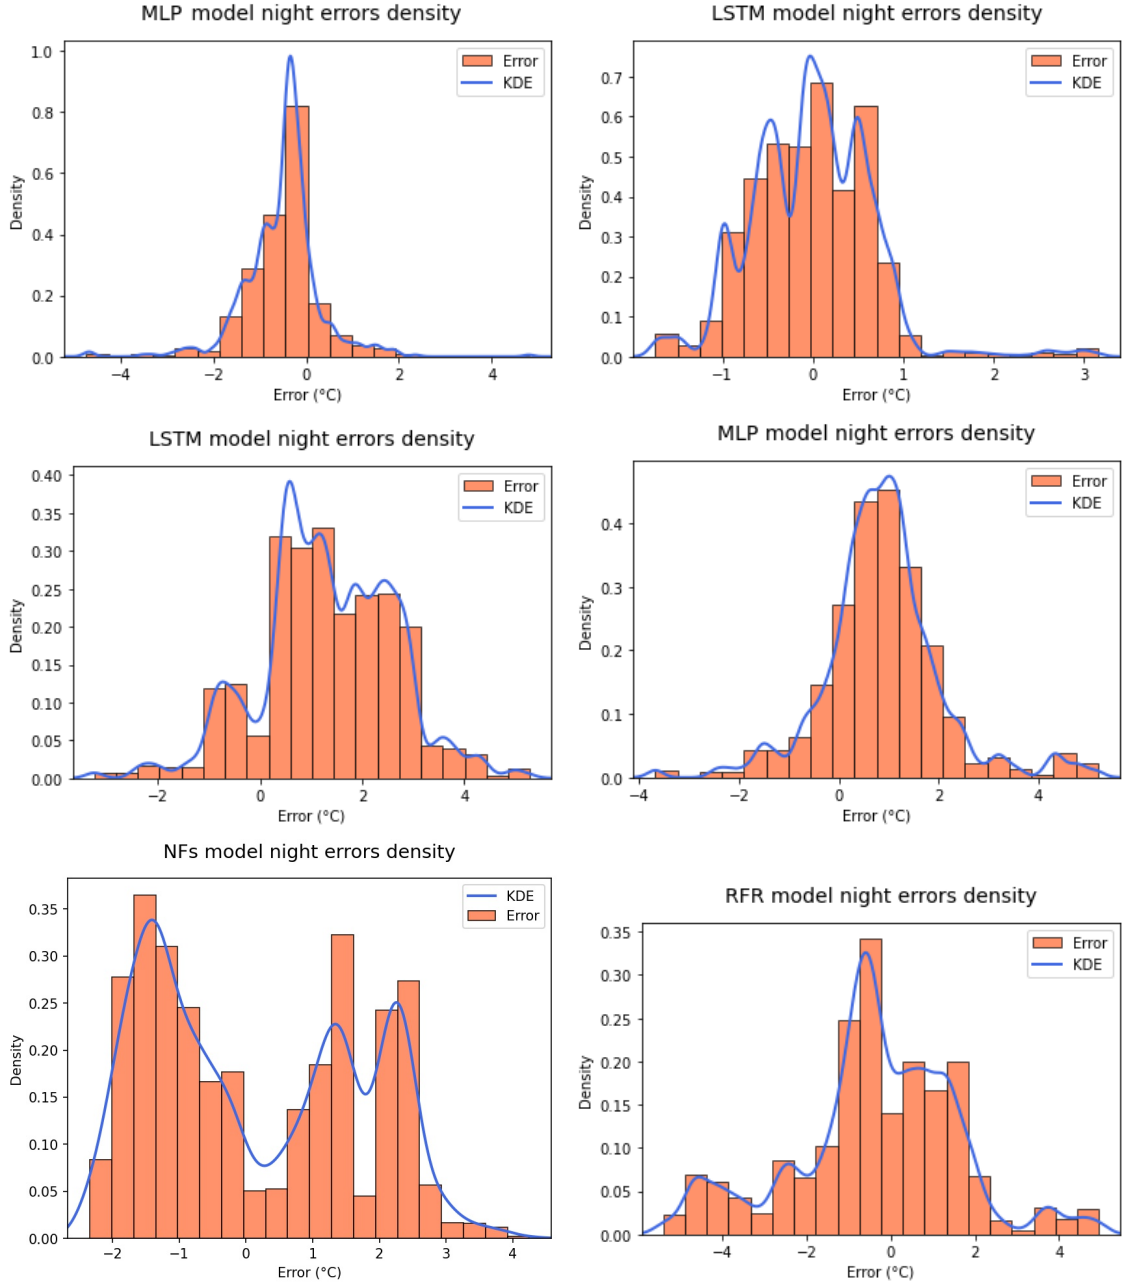 MLP model night errors density
1.0
0.8
0.6
0.4
0.2
0.0
Density
Error
KDE
−4
−2
0
2
4
Error (°C)
LSTM model night errors density
0.7
0.6
0.5
0.4
0.3
0.2
0.1
0.0
Density
Error
KDE
−1
0
1
2
3
Error (°C)
LSTM model night errors density
0.40
0.35
0.30
0.25
0.20
0.15
0.10
0.05
0.00
Density
Error
KDE
−2
0
2
4
Error (°C)
MLP model night errors density
0.4
0.3
0.2
0.1
0.0
Density
Error
KDE
−4
−2
0
2
4
Error (°C)
NFs model night errors density
0.35
0.30
0.25
0.20
0.15
0.10
0.05
0.00
Density
KDE
Error
−2
−1
0
1
2
3
4
Error (°C)
RFR model night errors density
0.35
0.30
0.25
0.20
0.15
0.10
0.05
0.00
Density
Error
KDE
−4
−2
0
2
4
Error (°C)